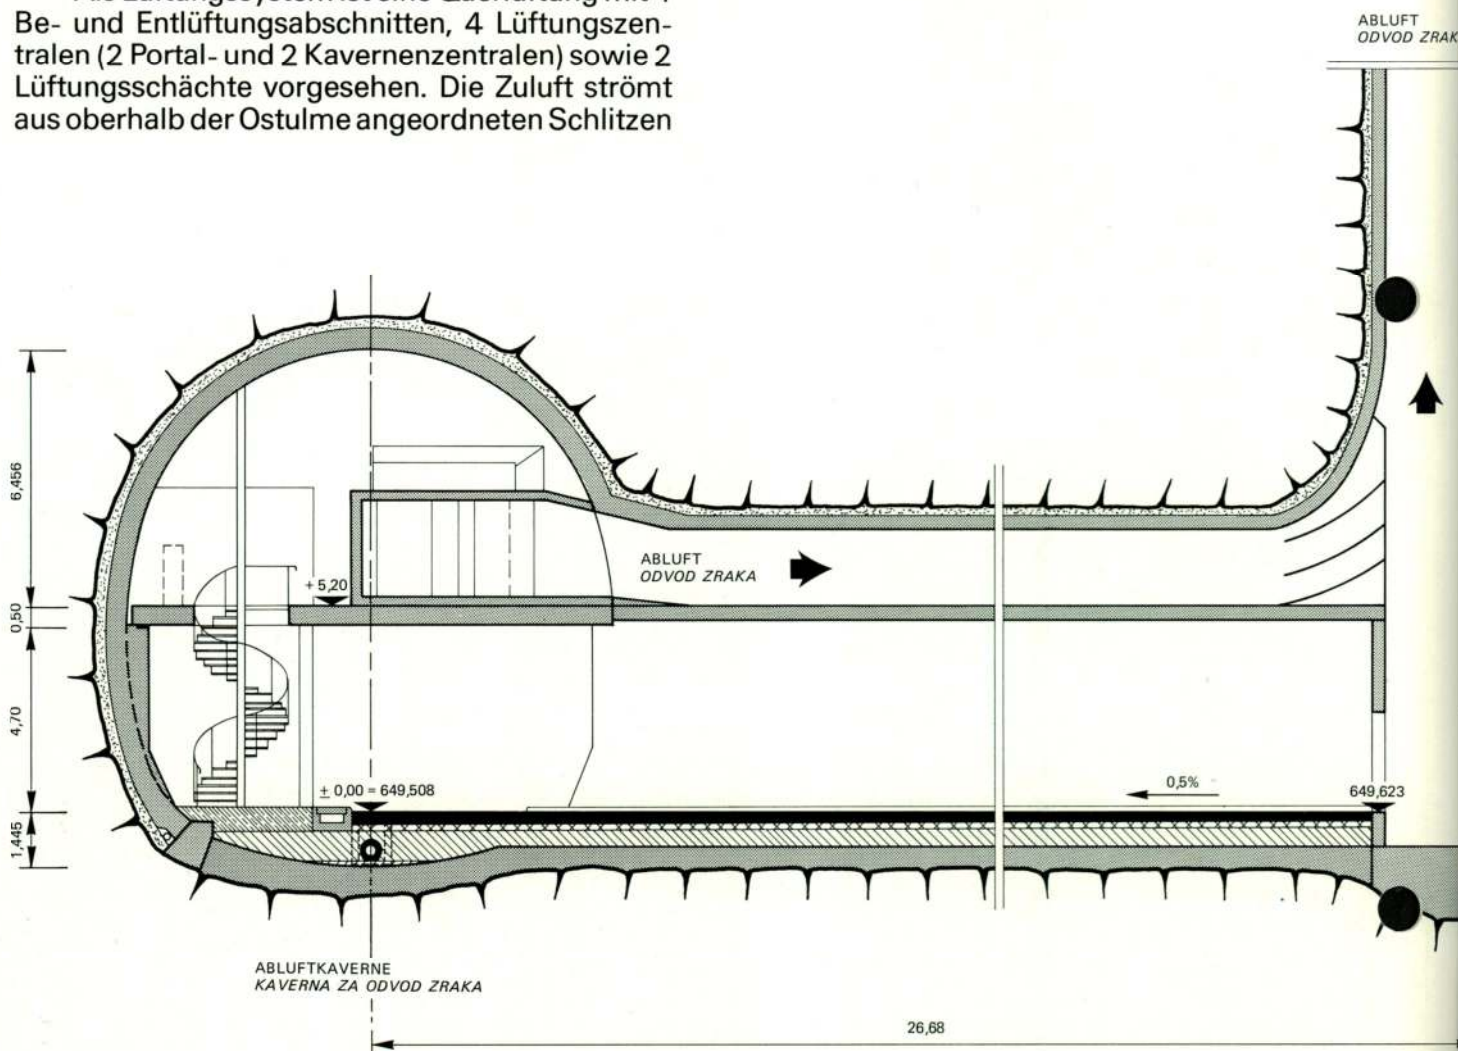 Be- und Entlüftungsabschnitten, 4 Lüftungszen-
tralen (2 Portal- und 2 Kavernenzentralen) sowie 2
Lüftungsschächte vorgesehen. Die Zuluft strömt
aus oberhalb der Ostulme angeordneten Schlitzen
ABLUFT
ODVOD ZRAK
6,456
0,50
4,70
1,445
+ 5,20
ABLUFT
ODVOD ZRAKA
± 0,00 = 649,508
0,5%
649,623
ABLUFTKAVERNE
KAVERNA ZA ODVOD ZRAKA
26,68